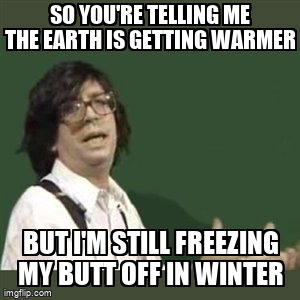 SO YOU'RE TELLING ME
THE EARTH IS GETTING WARMER
BUT I'M STILL FREEZING
MY BUTT OFF IN WINTER
imgflip.com